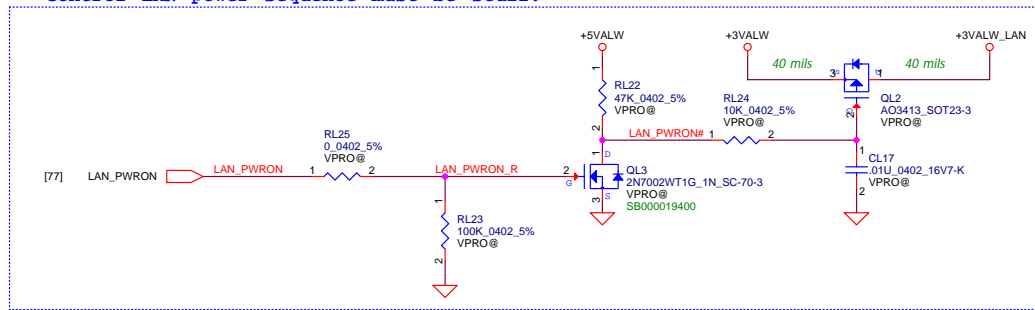 +5VALW
+3VALW
+3VALW_LAN
40 mils
40 mils
3
1
S
G
D
2
QL2
AO3413_SOT23-3
VPRO@
1
RL22
47K_0402_5%
VPRO@
2
RL24
10K_0402_5%
VPRO@
LAN_PWRON#
1
2
RL25
0_0402_5%
VPRO@
[77]
LAN_PWRON
LAN_PWRON
1
2
LAN_PWRON_R
2
G
1
D
S
3
QL3
2N7002WT1G_1N_SC-70-3
VPRO@
SB000019400
1
CL17
.01U_0402_16V7-K
VPRO@
2
1
RL23
100K_0402_5%
VPRO@
2